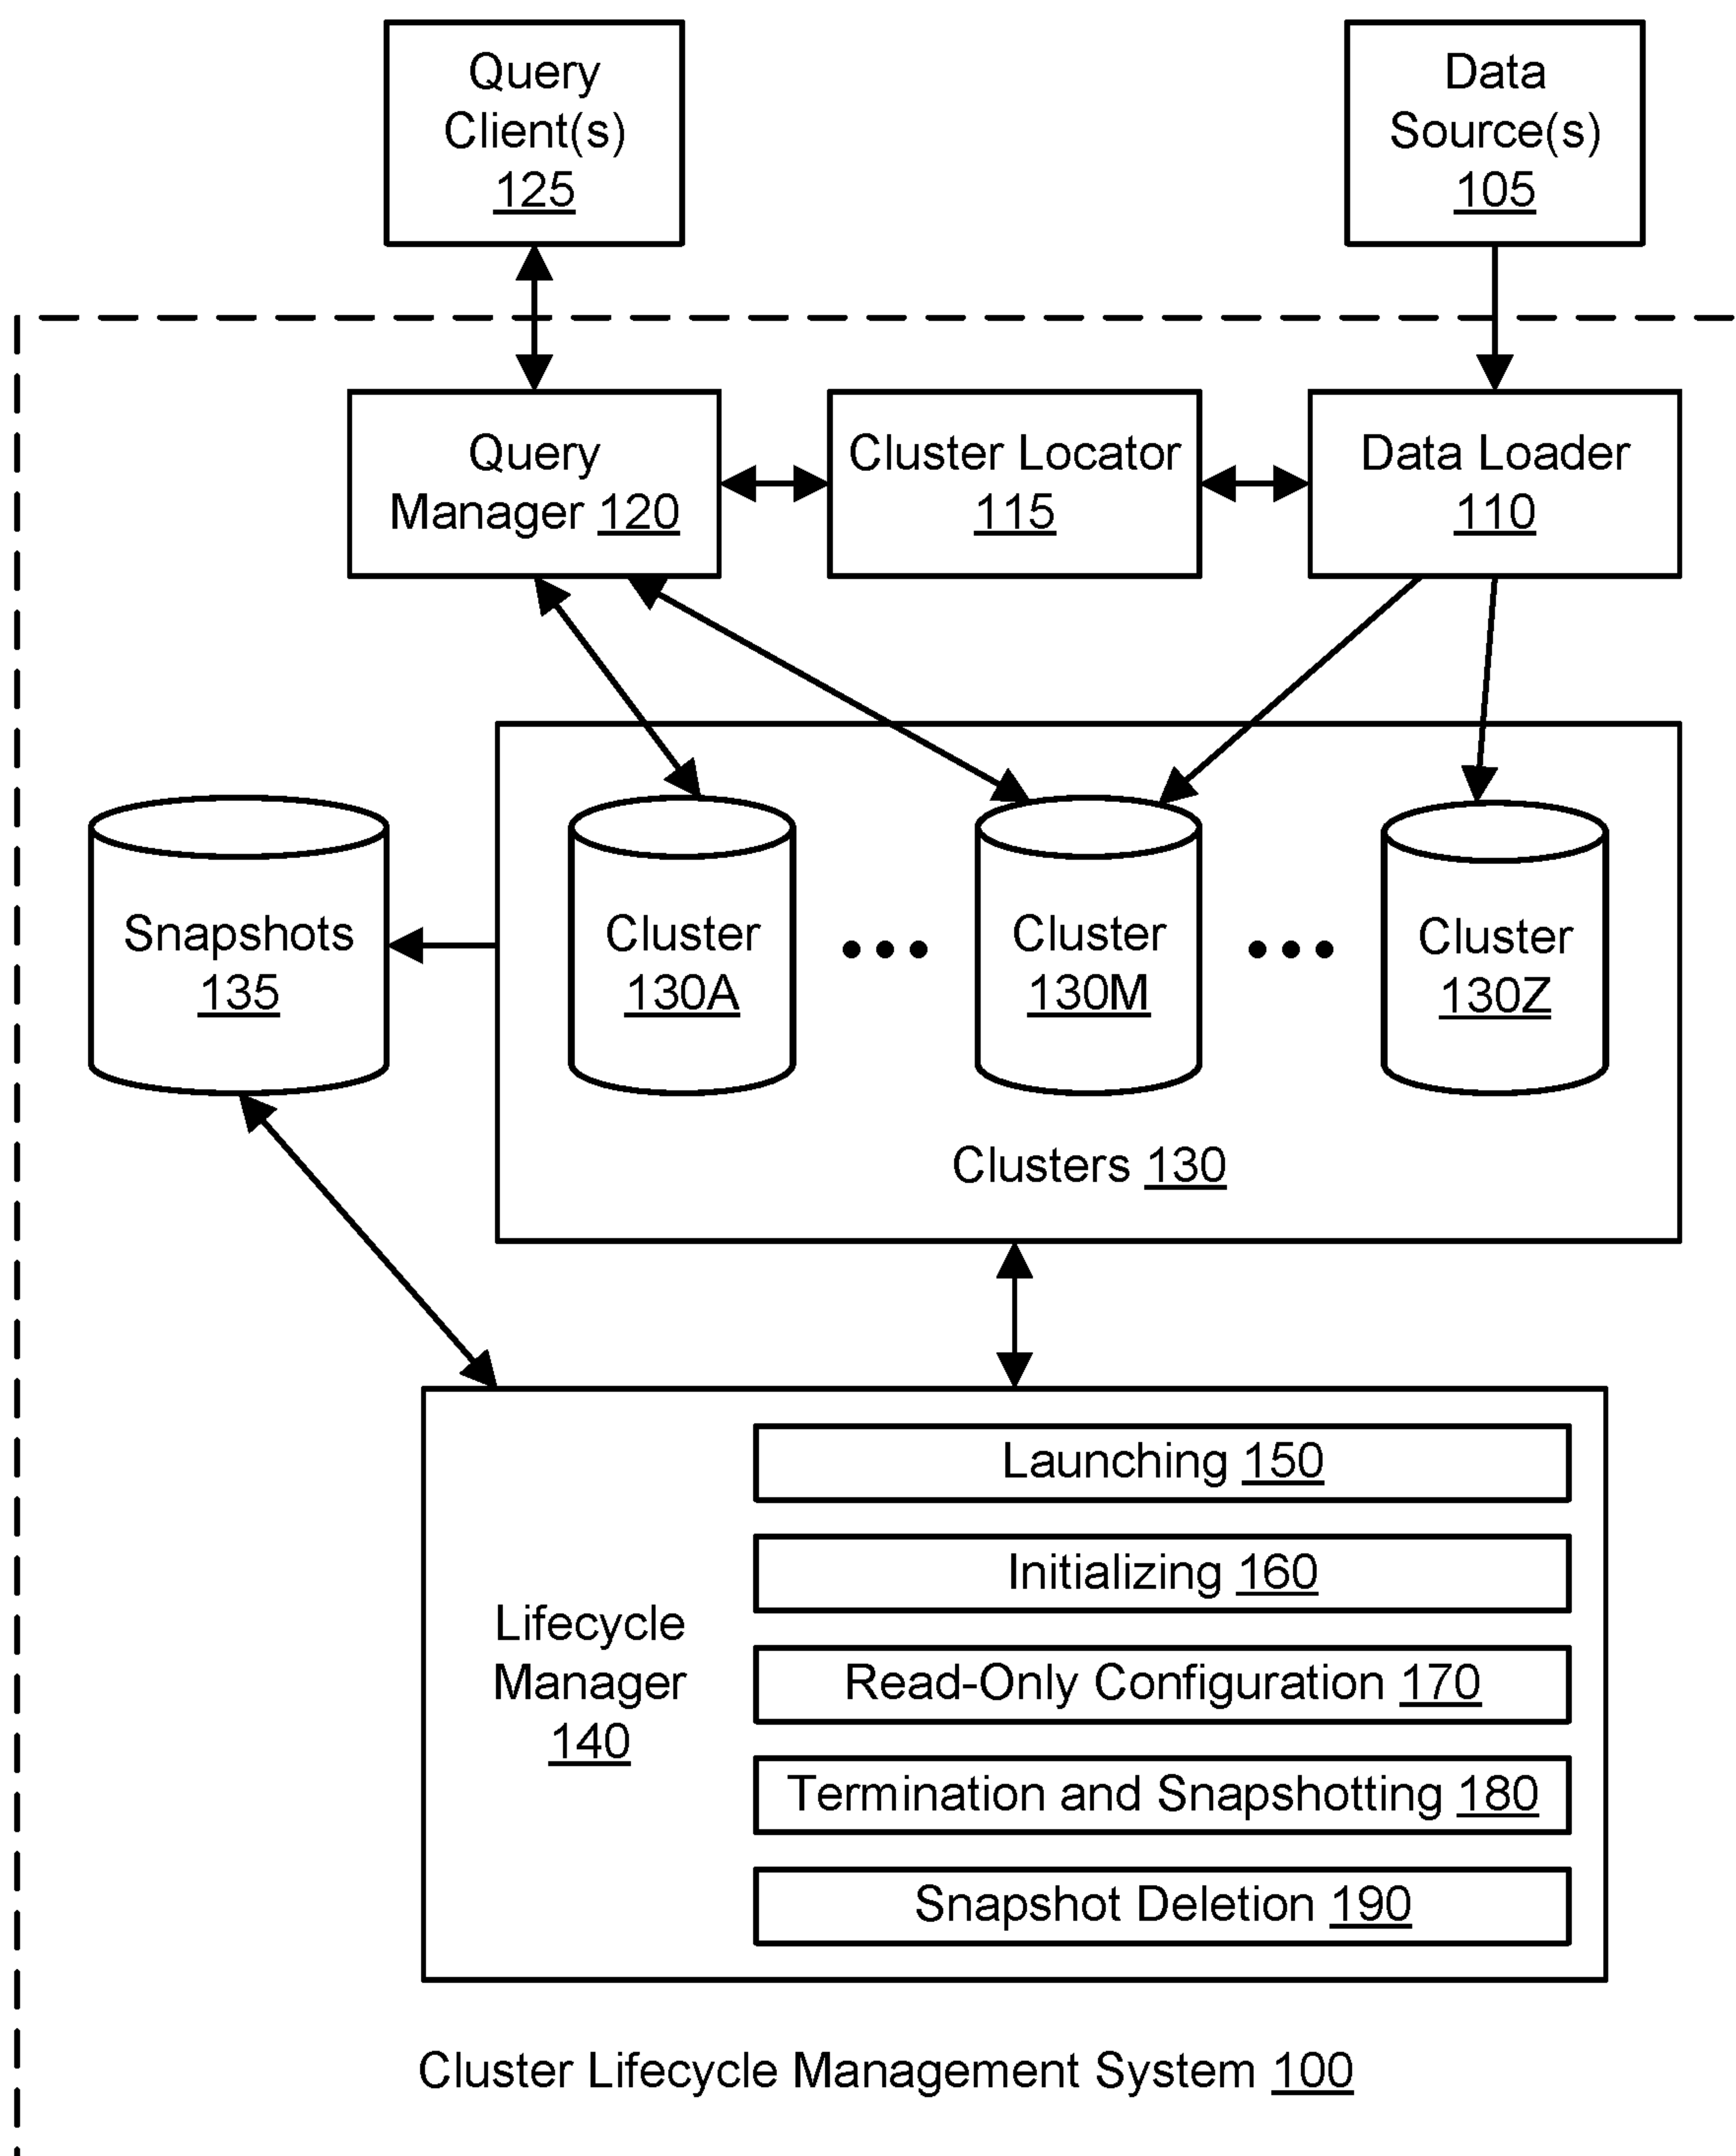 Query
Client(s)
125
Data
Source(s)
105
Query
Manager 120
Cluster Locator
115
Data Loader
110
Snapshots
135
Cluster
130A
Cluster
130M
Cluster
130Z
Clusters 130
Lifecycle
Manager
140
Launching 150
Initializing 160
Read-Only Configuration 170
Termination and Snapshotting 180
Snapshot Deletion 190
Cluster Lifecycle Management System 100